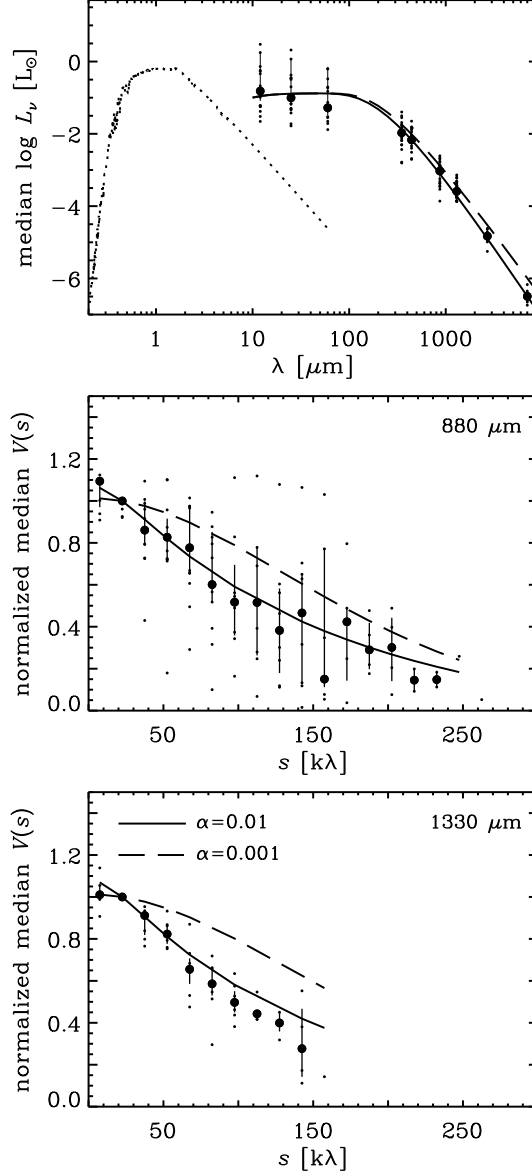 median log Lν [L⊙]
0
−2
−4
−6
1
10
100
1000
λ [μm]
normalized median V(s)
880 μm
1.2
0.8
0.4
0.0
50
150
250
s [kλ]
normalized median V(s)
α=0.01
1330 μm
α=0.001
1.2
0.8
0.4
0.0
50
150
250
s [kλ]